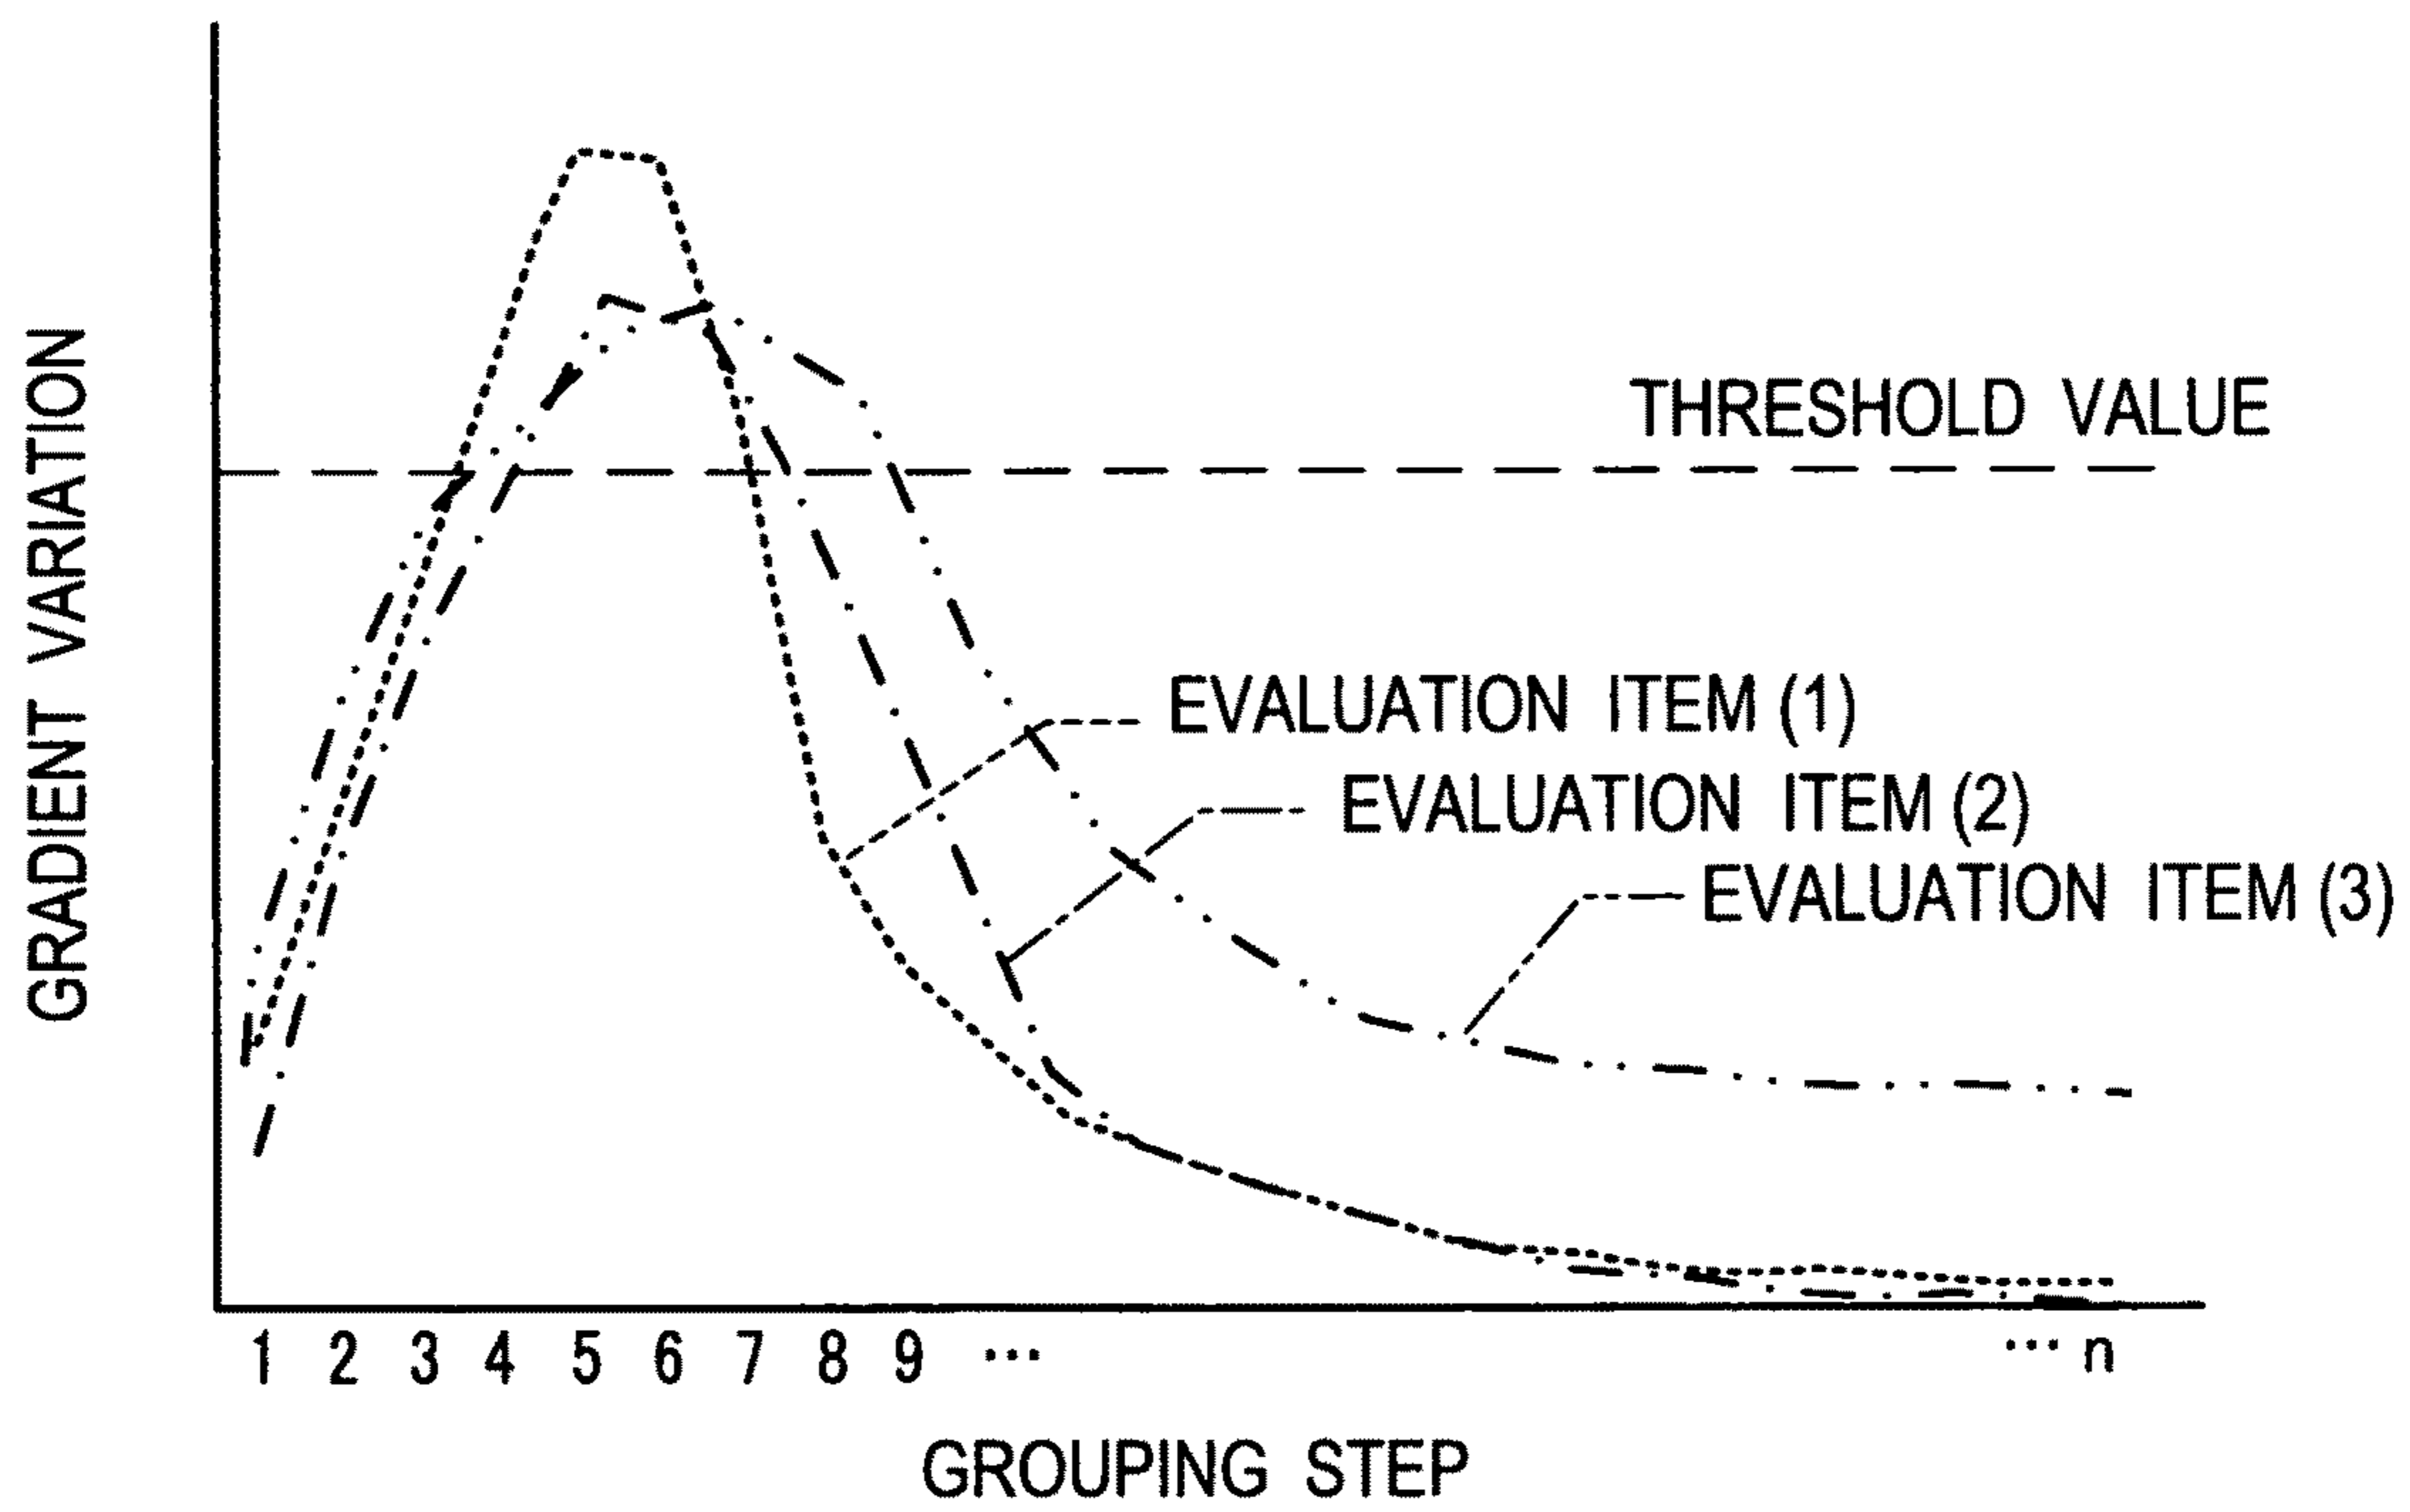 GRADIENT VARIATION
THRESHOLD VALUE
EVALUATION ITEM (1)
EVALUATION ITEM (2)
EVALUATION ITEM (3)
1 2 3 4 5 6 7 8 9 ··· ··· n
GROUPING STEP